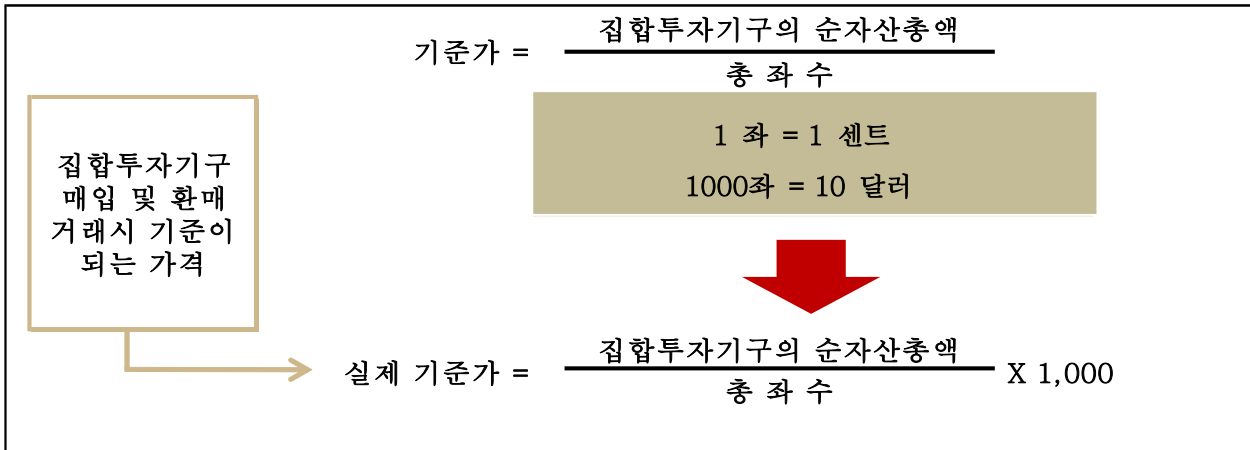 집합투자기구의 순자산총액
기준가 =
총 좌 수
1 좌 = 1 센트
1000좌 = 10 달러
집합투자기구
매입 및 환매
거래시 기준이
되는 가격
집합투자기구의 순자산총액
실제 기준가 =
X 1,000
총 좌 수